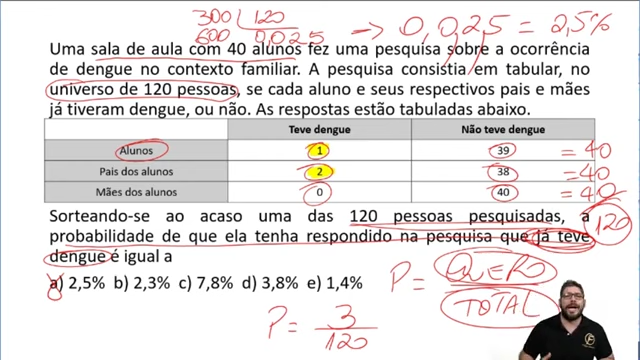 300 | 120
600 0,025 → 0,02,5 = 2,5%
Uma sala de aula com 40 alunos fez uma pesquisa sobre a ocorrência
de dengue no contexto familiar. A pesquisa consistia em tabular, no
universo de 120 pessoas, se cada aluno e seus respectivos pais e mães
já tiveram dengue, ou não. As respostas estão tabuladas abaixo.
Teve dengue Não teve dengue
Alunos 1 39 = 40
Pais dos alunos 2 38 = 40
Mães dos alunos 0 40 = 40
120
Sorteando-se ao acaso uma das 120 pessoas pesquisadas, a
probabilidade de que ela tenha respondido na pesquisa que já teve
dengue é igual a
a) 2,5% b) 2,3% c) 7,8% d) 3,8% e) 1,4%
P = QUERO
TOTAL
P = 3
120